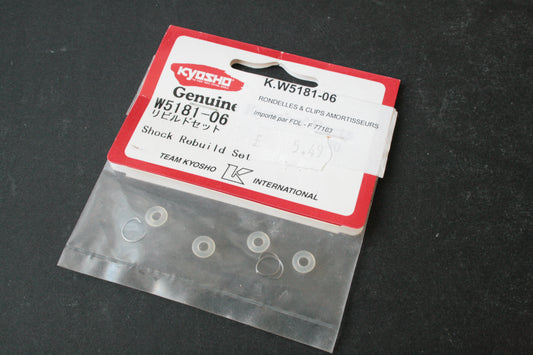 KYOSHO
Genuine
W5181-06
リビルドセット
Shock Rebuild Set
TEAM KYOSHO K INTERNATIONAL
K.W5181-06
RONDELLES & CLIPS AMORTISSEURS
Importé par FDL - F 77183
£ 5.49